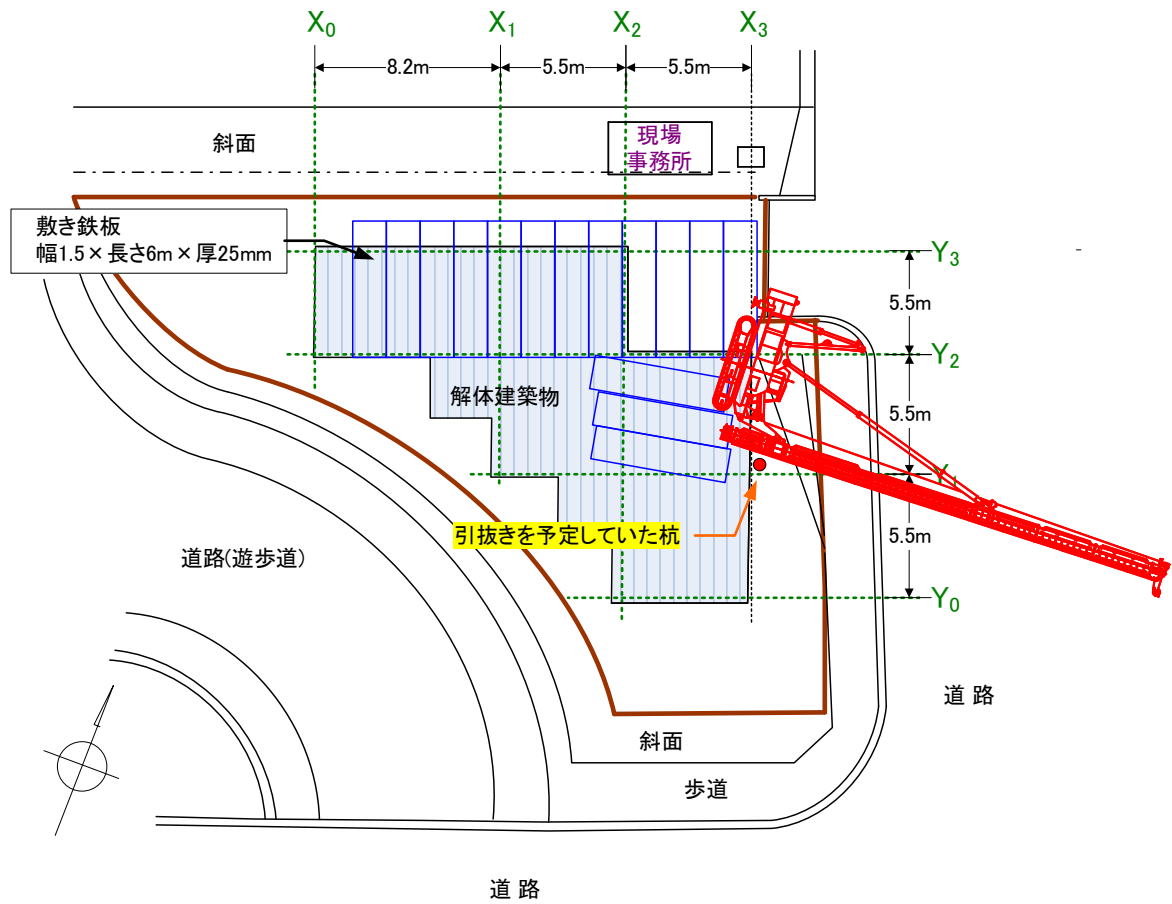 X0
X1
X2
X3
8.2m
5.5m
5.5m
斜面
現場
事務所
敷き鉄板
幅1.5×長さ6m×厚25mm
Y3
5.5m
Y2
解体建築物
5.5m
引抜きを予定していた杭
5.5m
道路(遊歩道)
Y0
道 路
斜面
歩道
道 路